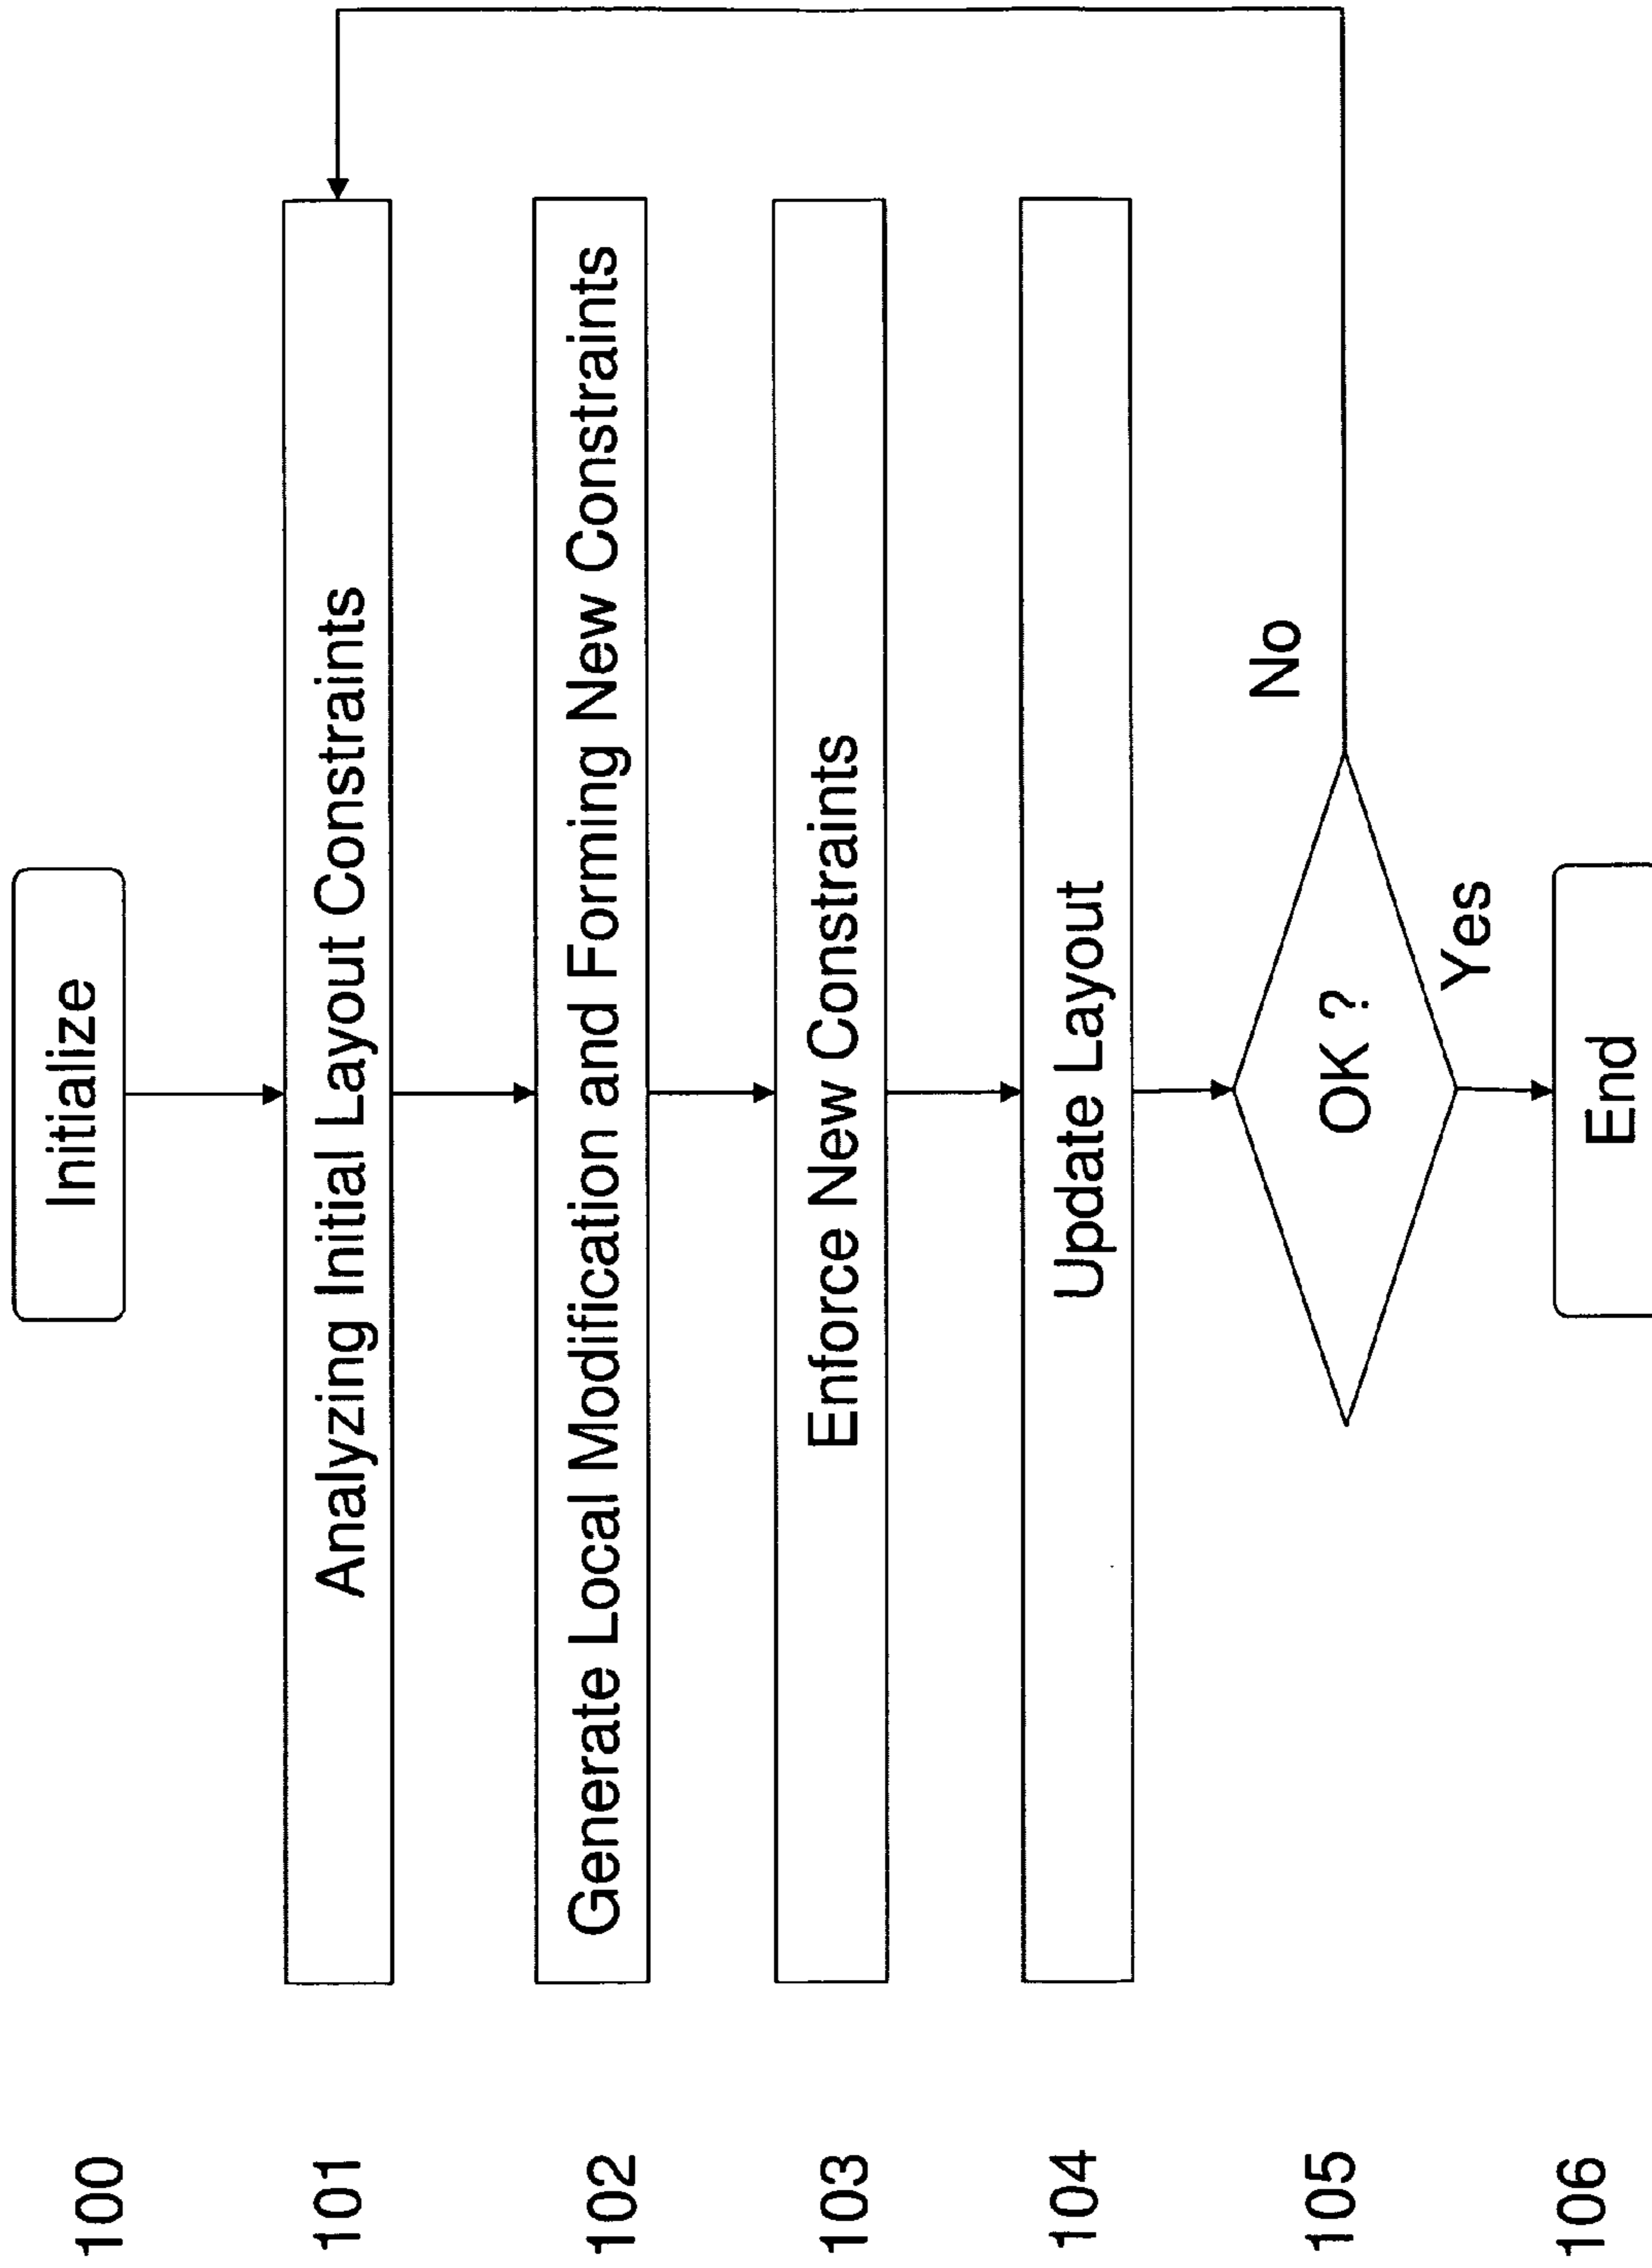 100
Initialize
101
Analyzing Initial Layout Constraints
102
Generate Local Modification and Forming New Constraints
103
Enforce New Constraints
104
Update Layout
105
OK ?
No
Yes
106
End